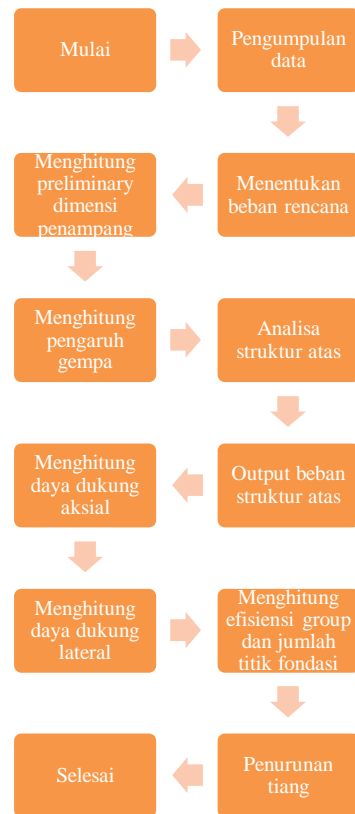 Mulai
Pengumpulan
data
Menentukan
beban rencana
Menghitung
preliminary
dimensi
penampang
Menghitung
pengaruh
gempa
Analisa
struktur atas
Output beban
struktur atas
Menghitung
daya dukung
aksial
Menghitung
daya dukung
lateral
Menghitung
efisiensi group
dan jumlah
titik fondasi
Penurunan
tiang
Selesai